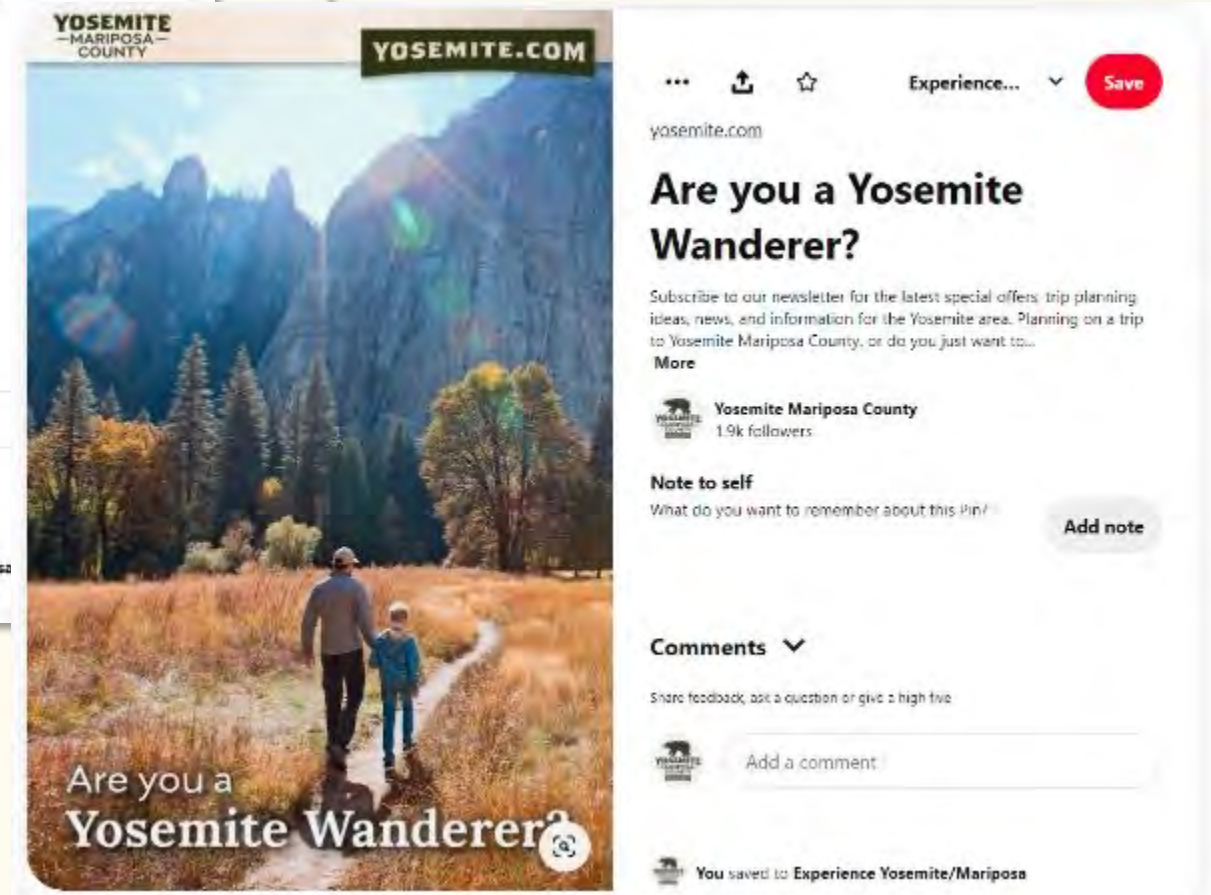 YOSEMITE
MARIPOSA
COUNTY
YOSEMITE.COM
Are you a
Yosemite Wanderer?
Experience...
Save
yosemite.com
Are you a Yosemite
Wanderer?
Subscribe to our newsletter for the latest special offers, trip planning
ideas, news, and information for the Yosemite area. Planning on a trip
to Yosemite Mariposa County, or do you just want to...
More
Yosemite Mariposa County
1.9k followers
Note to self
What do you want to remember about this Pin?
Add note
Comments
Share feedback, ask a question or give a high five
Add a comment
You saved to Experience Yosemite/Mariposa